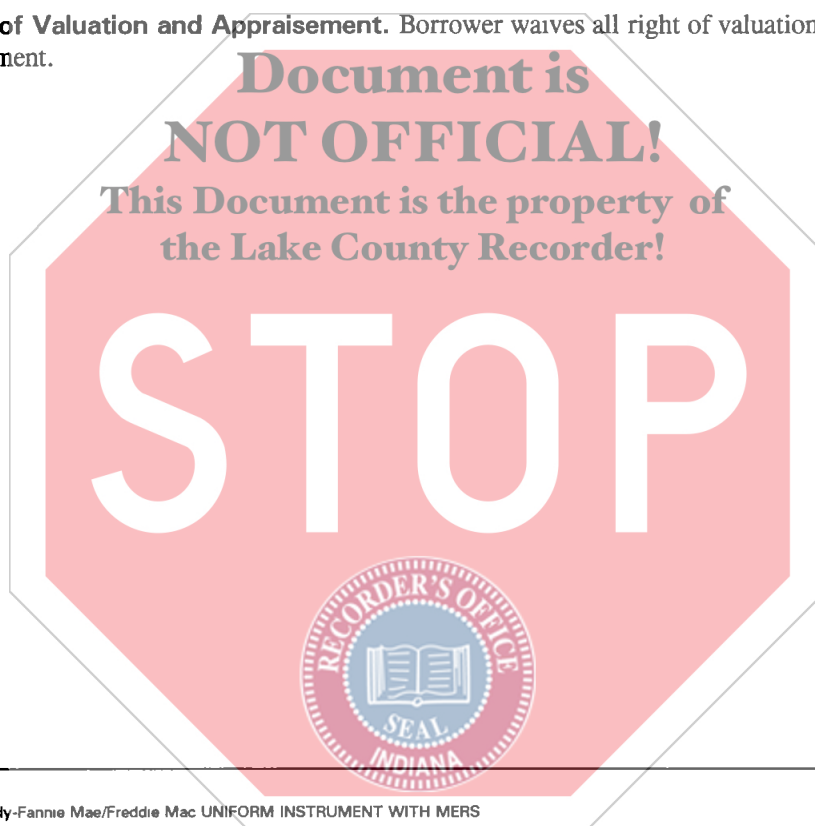 of Valuation and Appraisement. Borrower waives all right of valuation
ment.
Document is
NOT OFFICIAL!
This Document is the property of
the Lake County Recorder!
STOP
RECORDER'S OFFICE
SEAL
INDIANA
dy-Fannie Mae/Freddie Mac UNIFORM INSTRUMENT WITH MERS